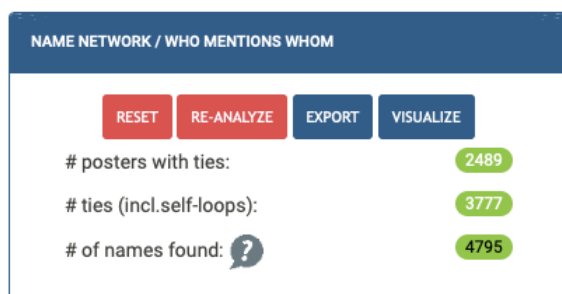 NAME NETWORK / WHO MENTIONS WHOM
RESET RE-ANALYZE EXPORT VISUALIZE
# posters with ties: 2489
# ties (incl.self-loops): 3777
# of names found: ? 4795